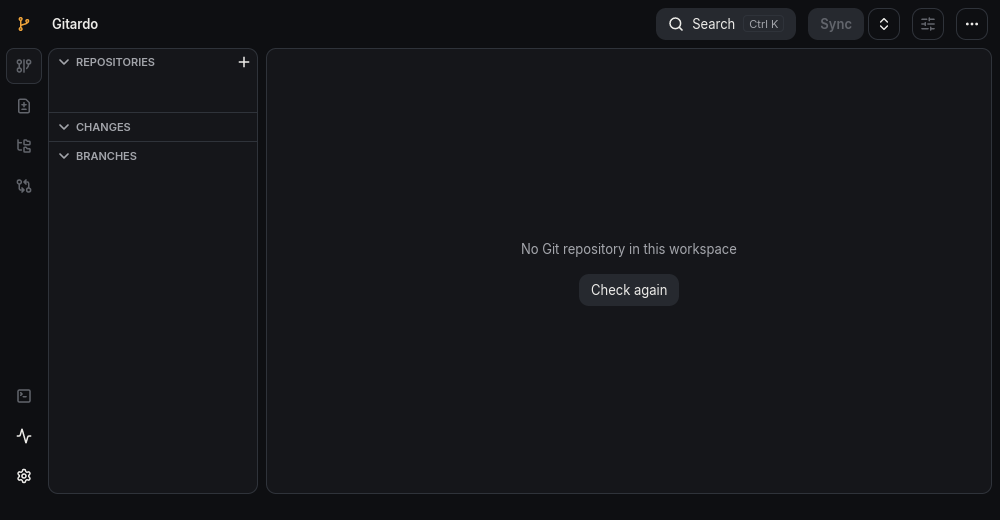 Gitardo
Search Ctrl K
Sync
REPOSITORIES
CHANGES
BRANCHES
No Git repository in this workspace
Check again